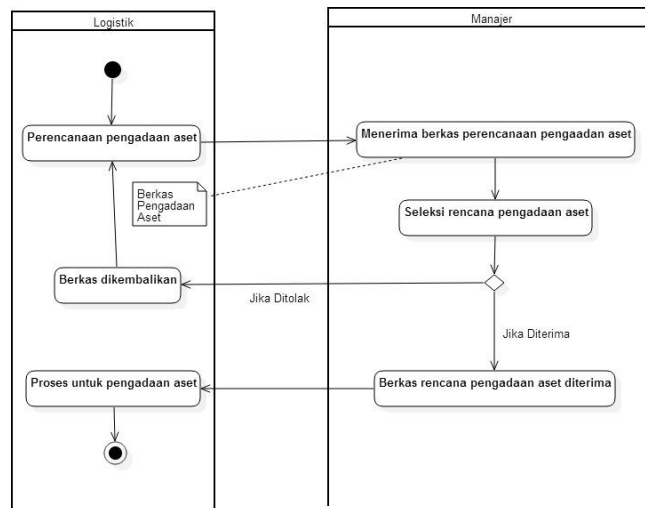 Logistik
Manajer
Perencanaan pengadaan aset
Menerima berkas perencanaan pengaadan aset
Berkas
Pengadaan
Aset
Seleksi rencana pengadaan aset
Berkas dikembalikan
Jika Ditolak
Jika Diterima
Proses untuk pengadaan aset
Berkas rencana pengadaan aset diterima